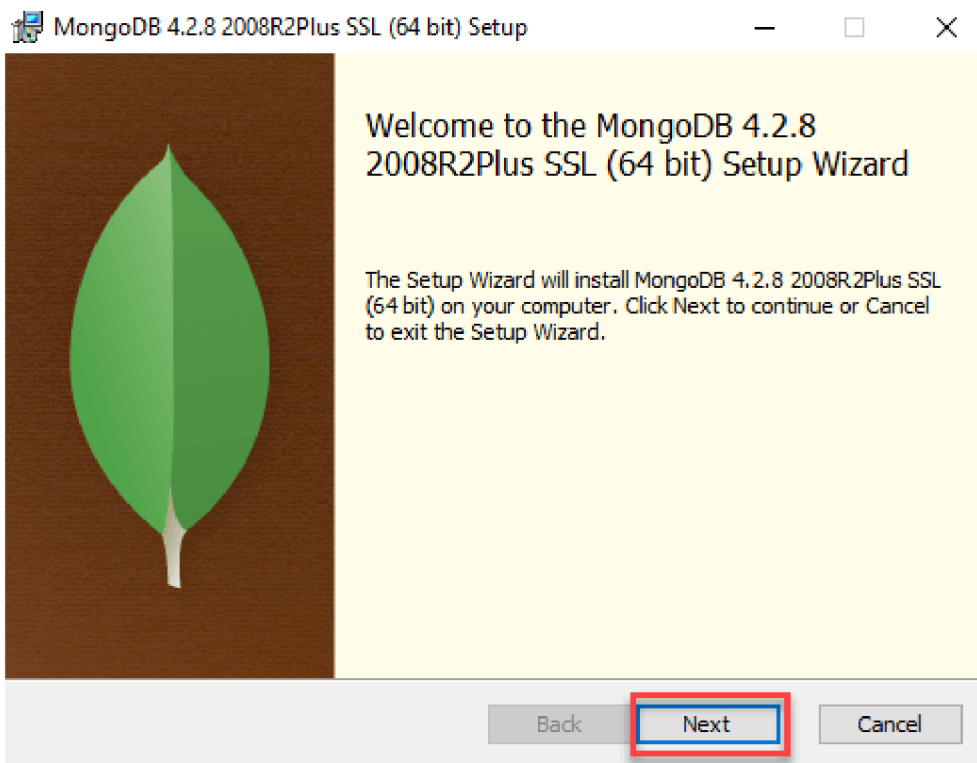 MongoDB 4.2.8 2008R2Plus SSL (64 bit) Setup
Welcome to the MongoDB 4.2.8
2008R2Plus SSL (64 bit) Setup Wizard
The Setup Wizard will install MongoDB 4.2.8 2008R2Plus SSL
(64 bit) on your computer. Click Next to continue or Cancel
to exit the Setup Wizard.
Back
Next
Cancel